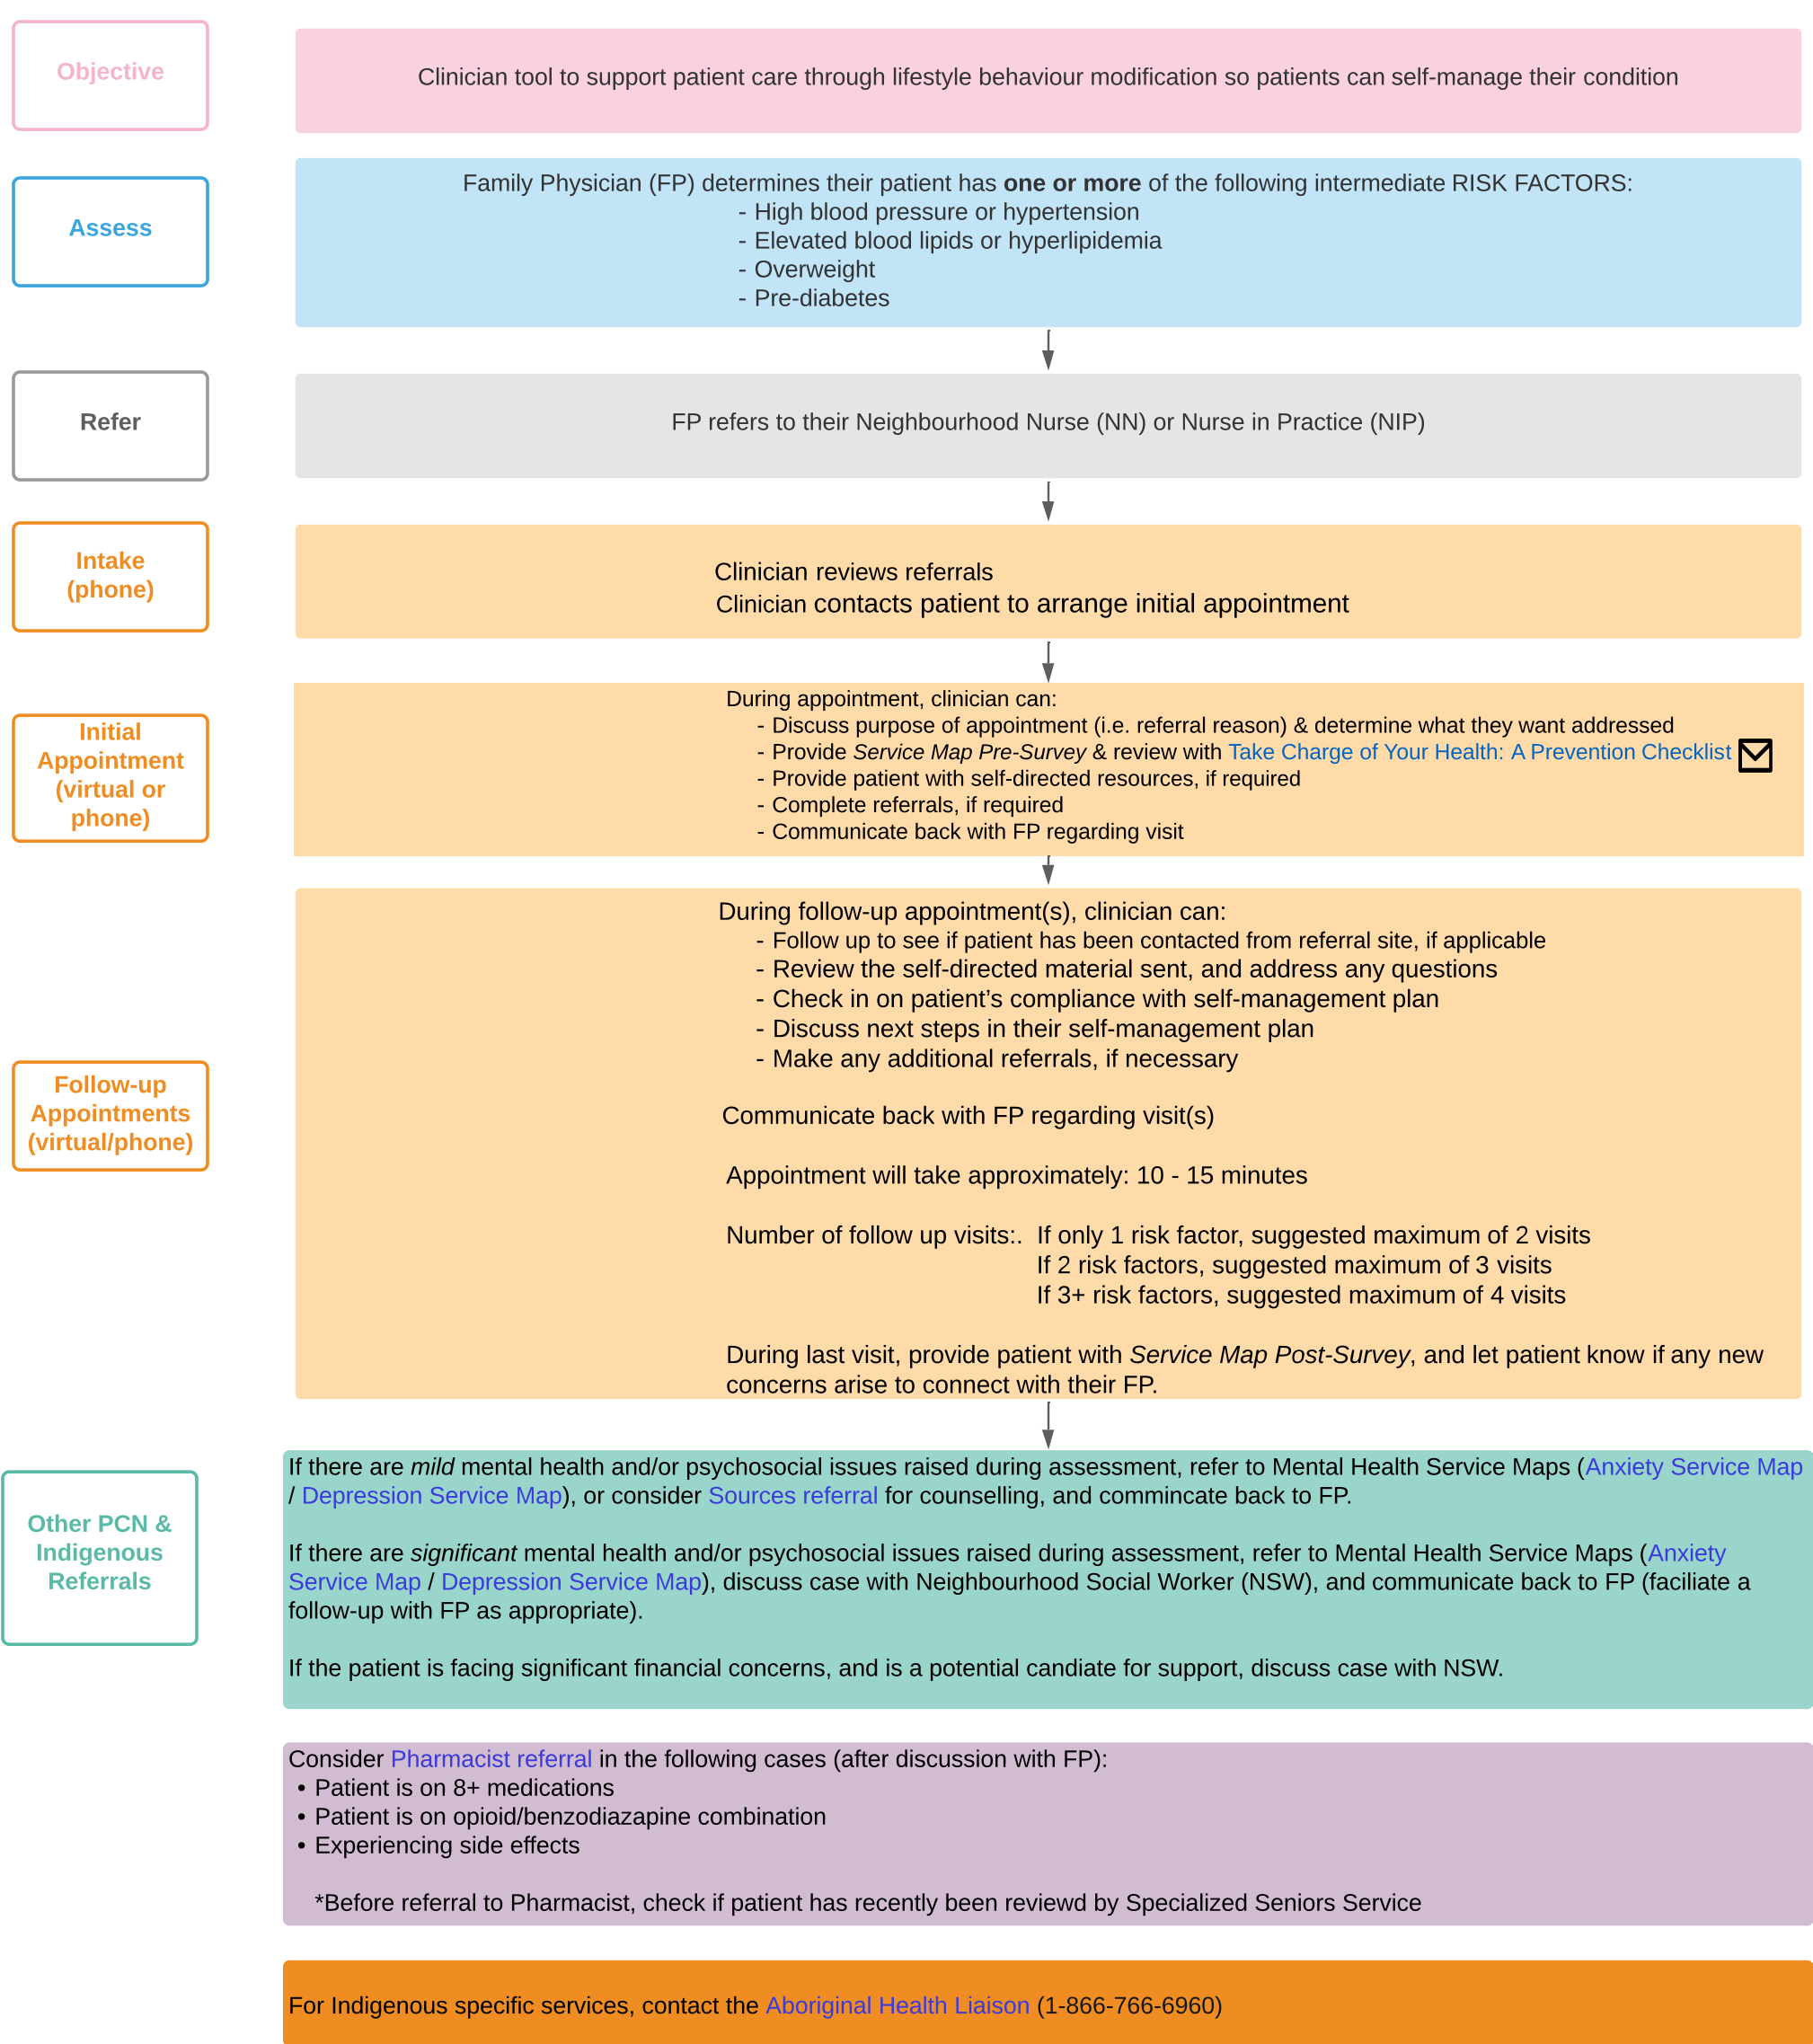 Objective
Clinician tool to support patient care through lifestyle behaviour modification so patients can self-manage their condition
Assess
Family Physician (FP) determines their patient has one or more of the following intermediate RISK FACTORS:
- High blood pressure or hypertension
- Elevated blood lipids or hyperlipidemia
- Overweight
- Pre-diabetes
Refer
FP refers to their Neighbourhood Nurse (NN) or Nurse in Practice (NIP)
Intake
(phone)
Clinician reviews referrals
Clinician contacts patient to arrange initial appointment
Initial
Appointment
(virtual or
phone)
During appointment, clinician can:
- Discuss purpose of appointment (i.e. referral reason) & determine what they want addressed
- Provide Service Map Pre-Survey & review with Take Charge of Your Health: A Prevention Checklist
- Provide patient with self-directed resources, if required
- Complete referrals, if required
- Communicate back with FP regarding visit
Follow-up
Appointments
(virtual/phone)
During follow-up appointment(s), clinician can:
- Follow up to see if patient has been contacted from referral site, if applicable
- Review the self-directed material sent, and address any questions
- Check in on patient’s compliance with self-management plan
- Discuss next steps in their self-management plan
- Make any additional referrals, if necessary
Communicate back with FP regarding visit(s)
Appointment will take approximately: 10 - 15 minutes
Number of follow up visits:. If only 1 risk factor, suggested maximum of 2 visits
If 2 risk factors, suggested maximum of 3 visits
If 3+ risk factors, suggested maximum of 4 visits
During last visit, provide patient with Service Map Post-Survey, and let patient know if any new
concerns arise to connect with their FP.
Other PCN &
Indigenous
Referrals
If there are mild mental health and/or psychosocial issues raised during assessment, refer to Mental Health Service Maps (Anxiety Service Map
/ Depression Service Map), or consider Sources referral for counselling, and commincate back to FP.
If there are significant mental health and/or psychosocial issues raised during assessment, refer to Mental Health Service Maps (Anxiety
Service Map / Depression Service Map), discuss case with Neighbourhood Social Worker (NSW), and communicate back to FP (faciliate a
follow-up with FP as appropriate).
If the patient is facing significant financial concerns, and is a potential candiate for support, discuss case with NSW.
Consider Pharmacist referral in the following cases (after discussion with FP):
• Patient is on 8+ medications
• Patient is on opioid/benzodiazapine combination
• Experiencing side effects
*Before referral to Pharmacist, check if patient has recently been reviewd by Specialized Seniors Service
For Indigenous specific services, contact the Aboriginal Health Liaison (1-866-766-6960)